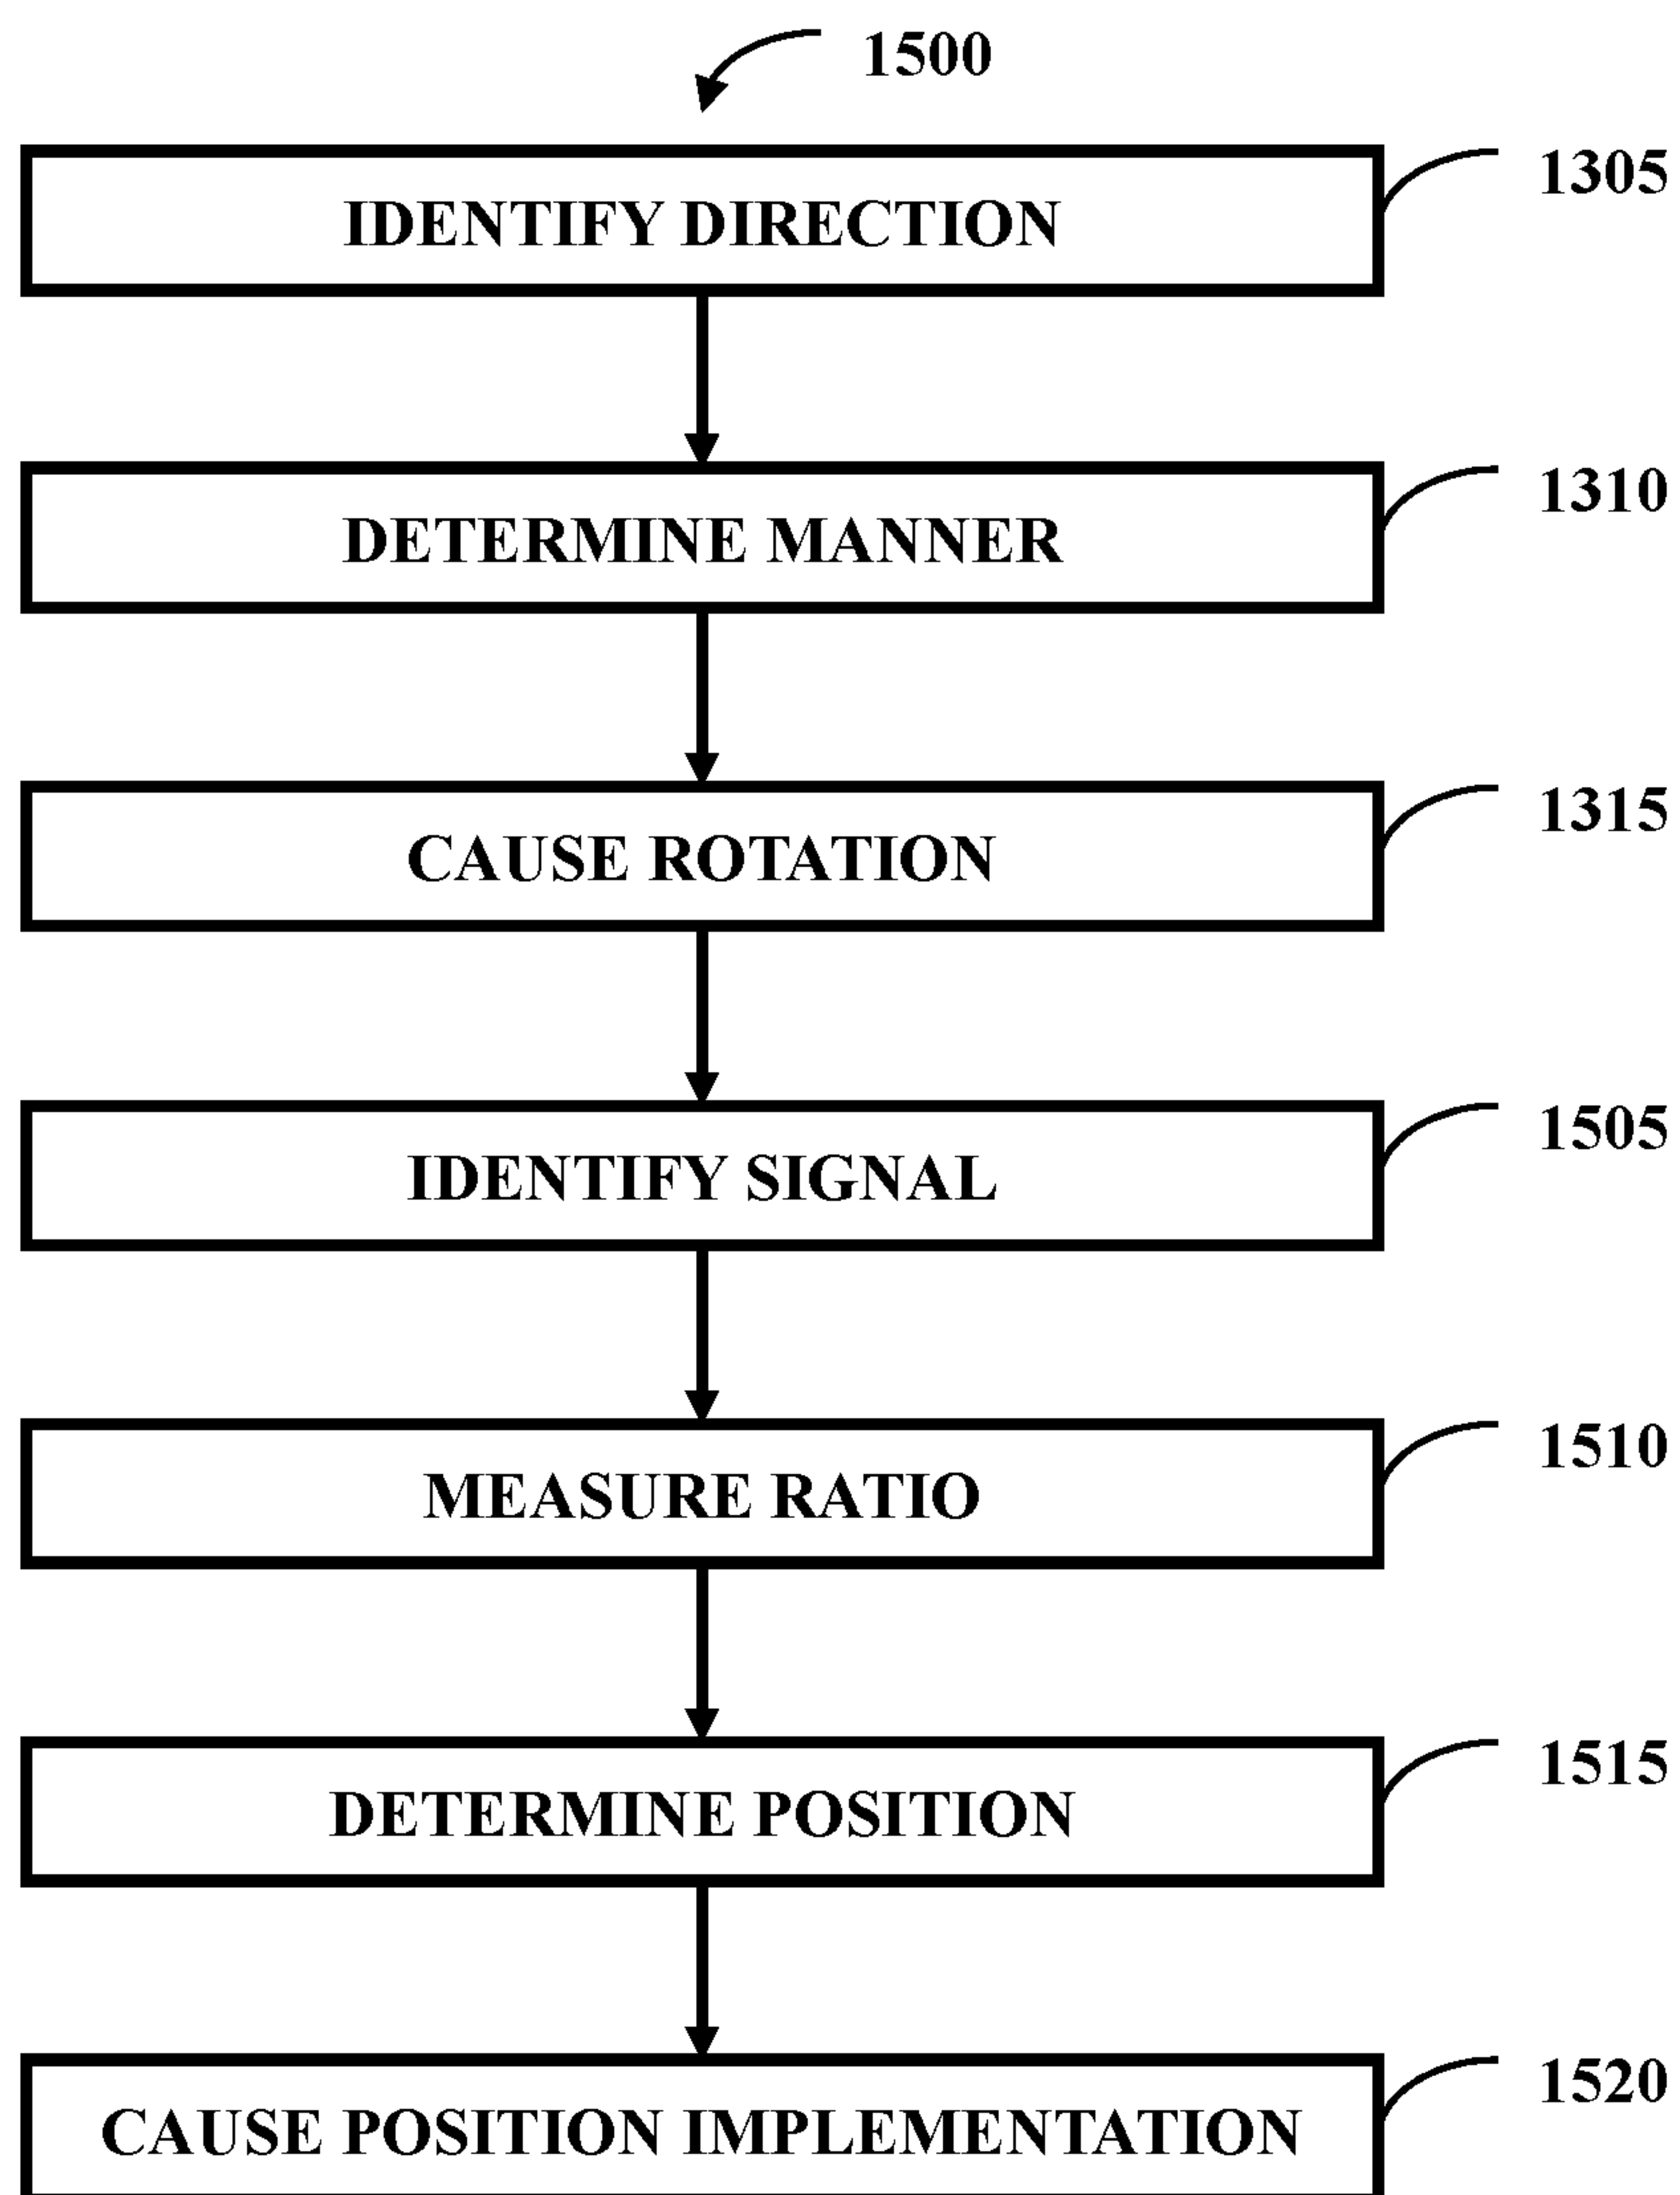 1500
IDENTIFY DIRECTION
1305
DETERMINE MANNER
1310
CAUSE ROTATION
1315
IDENTIFY SIGNAL
1505
MEASURE RATIO
1510
DETERMINE POSITION
1515
CAUSE POSITION IMPLEMENTATION
1520